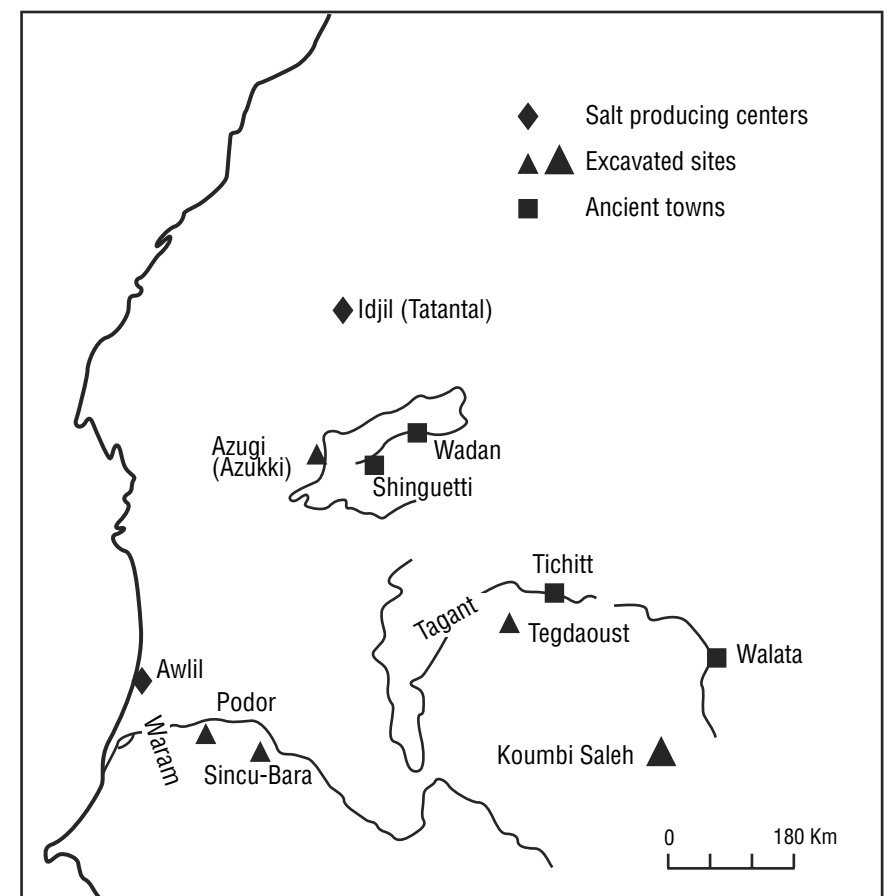 Salt producing centers
Excavated sites
Ancient towns
Idjil (Tatantal)
Azugi
(Azukki)
Wadan
Shinguetti
Tichitt
Tagant
Tegdaoust
Walata
Awlil
Podor
Waram
Sincu-Bara
Koumbi Saleh
0 180 Km